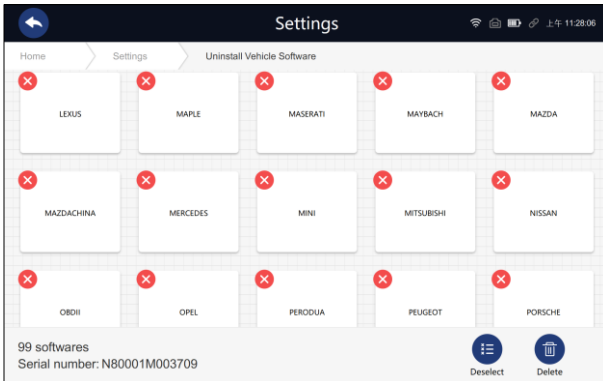 Settings
上午 11:28:06
Home Settings Uninstall Vehicle Software
LEXUS MAPLE MASERATI MAYBACH MAZDA
MAZDACHINA MERCEDES MINI MITSUBISHI NISSAN
OBDII OPEL PERODUA PEUGEOT PORSCHE
99 softwares
Serial number: N80001M003709
Deselect Delete